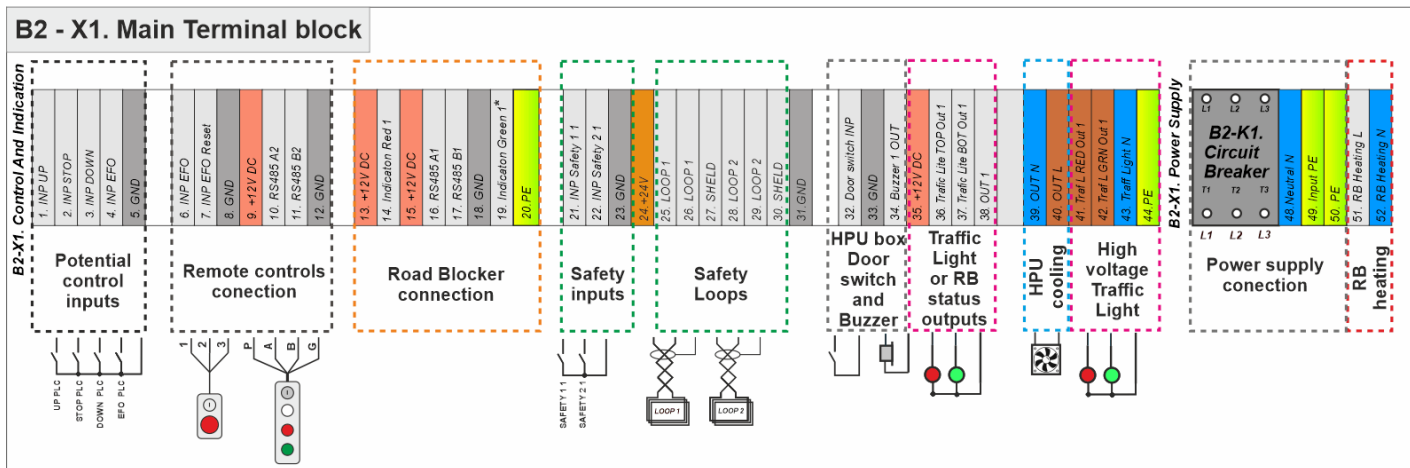 B2 - X1. Main Terminal block
B2-X1. Control And Indication
1. INP UP
2. INP STOP
3. INP DOWN
4. INP EFO
5. GND
6. INP EFO
7. INP EFO Reset
8. GND
9. +12V DC
10. RS485 A2
11. RS485 B2
12. GND
13. +12V DC
14. Indication Red 1
15. +12V DC
16. RS485 A1
17. RS485 B1
18. GND
19. Indicaton Green 1*
20.PE
21. INP Safety 1 1
22. INP Safety 2 1
23. GND
24.+24V
25. LOOP 1
26. LOOP 1
27. SHELD
28. LOOP 2
29. LOOP 2
30. SHELD
31.GND
32. Door switch INP
33. GND
34. Buzzer 1 OUT
35. +12V DC
36. Trafic Lite TOP Out 1
37. Trafic Lite BOT Out 1
38. OUT 1
39. OUT N
40. OUT L
41. Traf L RED Out 1
42. Traf L GRN Out 1
43. Traff Light N
44.PE
B2-X1. Power Supply
L1 L2 L3
B2-K1.
Circuit
Breaker
T1 T2 T3
L1 L2 L3
48 Neutral N
49 Input PE
50. PE
51. RB Heating L
52. RB Heating N
Potential
control
inputs
Remote controls
conection
Road Blocker
connection
Safety
inputs
Safety
Loops
HPU box
Door
switch
and
Buzzer
Traffic
Light
or RB
status
outputs
HPU
cooling
High
voltage
Traffic
Light
Power supply
conection
RB
heating
UP PLC
STOP PLC
DOWN PLC
EFO PLC
1
2
3
P
A
B
G
SAFETY 1 1
SAFETY 2 1
LOOP 1
LOOP 2